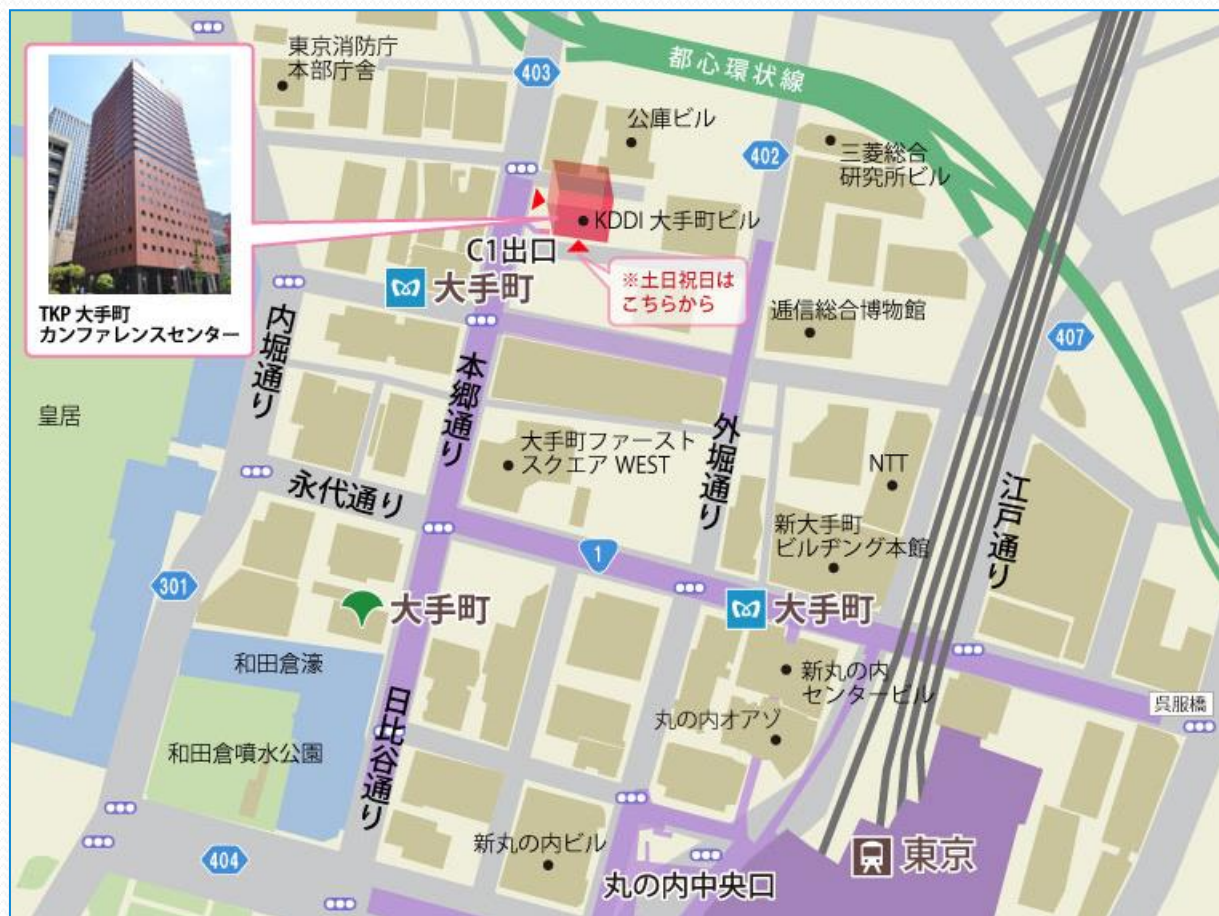 東京消防庁
本部庁舎
403
都心環状線
公庫ビル
402
三菱総合
研究所ビル
KDDI 大手町ビル
C1出口
大手町
※土日祝日は
こちらから
TKP 大手町
カンファレンスセンター
逓信総合博物館
407
内堀通り
本郷通り
皇居
外堀通り
大手町ファースト
スクエア WEST
NTT
永代通り
江戸通り
新大手町
ビルヂング本館
1
301
大手町
大手町
和田倉濠
新丸の内
センタービル
呉服橋
丸の内オアゾ
日比谷通り
和田倉噴水公園
404
新丸の内ビル
東京
丸の内中央口